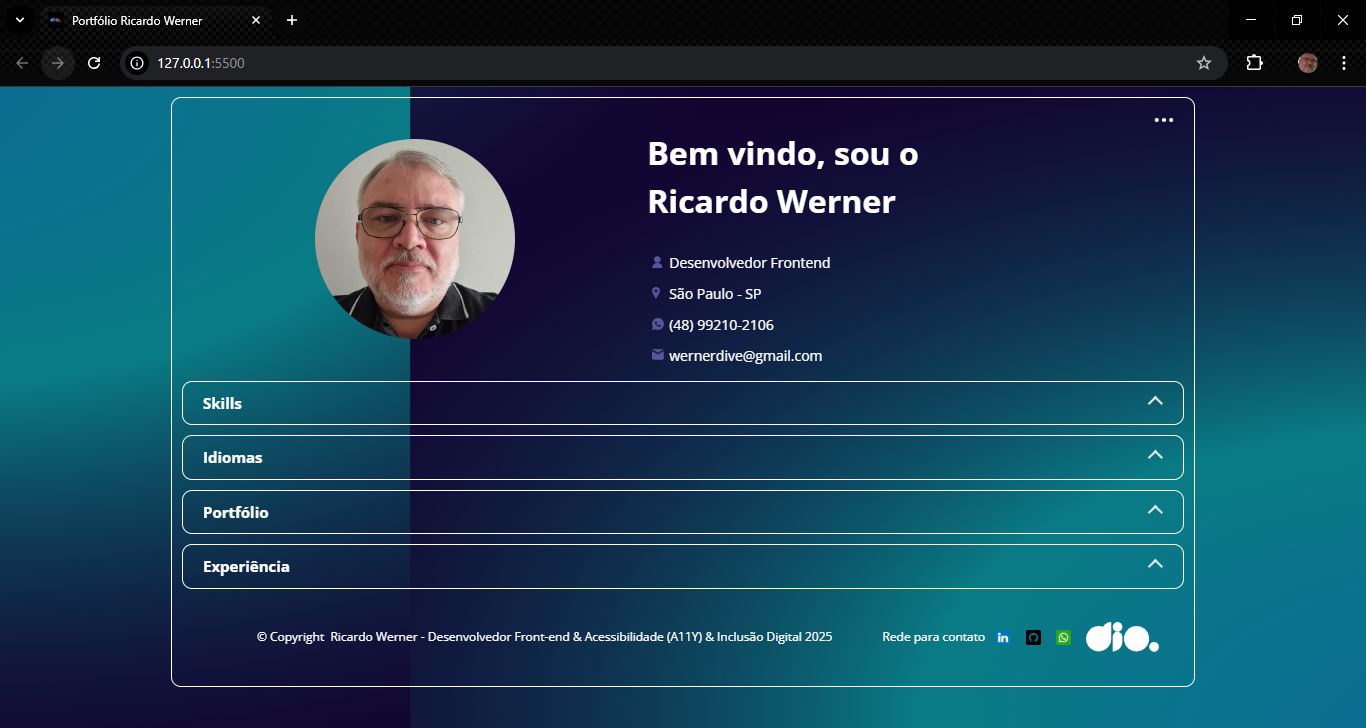 Portfólio Ricardo Werner
127.0.0.1:5500
Bem vindo, sou o
Ricardo Werner
Desenvolvedor Frontend
São Paulo - SP
(48) 99210-2106
wernerdive@gmail.com
Skills
Idiomas
Portfólio
Experiência
© Copyright Ricardo Werner - Desenvolvedor Front-end & Acessibilidade (A11Y) & Inclusão Digital 2025
Rede para contato in
dio.